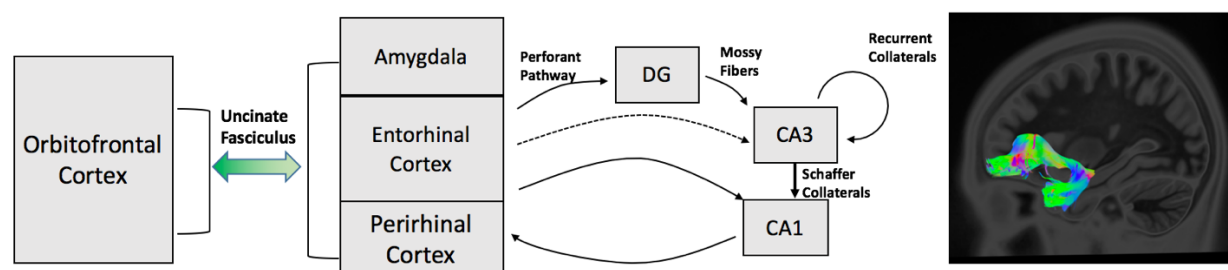 Orbitofrontal
Cortex
Uncinate
Fasciculus
Amygdala
Entorhinal
Cortex
Perirhinal
Cortex
Perforant
Pathway
DG
Mossy
Fibers
Recurrent
Collaterals
CA3
Schaffer
Collaterals
CA1